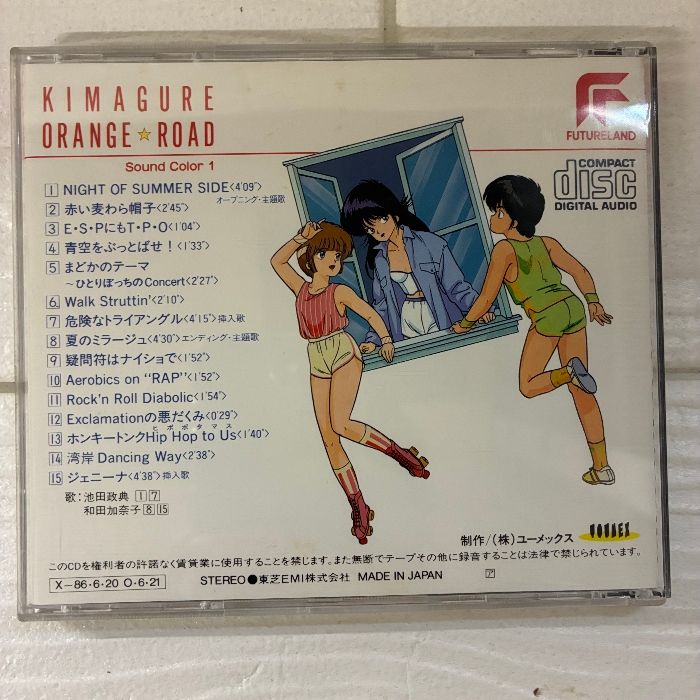 KIMAGURE
ORANGE☆ROAD
Sound Color 1
FUTURELAND
COMPACT
disc
DIGITAL AUDIO
1 NIGHT OF SUMMER SIDE<4'09">
オープニング・主題歌
2 赤い麦わら帽子<2'45">
3 E・S・PにもT・P・O<1'04">
4 青空をぶっとばせ!<1'33">
5 まどかのテーマ
～ひとりぼっちのConcert<2'27">
6 Walk Struttin'<2'10">
7 危険なトライアングル<4'15">挿入歌
8 夏のミラージュ<4'30">エンディング・主題歌
9 疑問符はナイショで<1'52">
10 Aerobics on “RAP”<1'52">
11 Rock'n Roll Diabolic<1'54">
12 Exclamationの悪だくみ<0'29">
ヒポポタマス
13 ホンキートンクHip Hop to Us<1'40">
14 湾岸 Dancing Way<2'38">
15 ジェニーナ<4'38>挿入歌
歌:池田政典 1 7
和田加奈子 8 15
制作/(株)ユーメックス
YOUMEX
このCDを権利者の許諾なく賃貸業に使用することを禁じます。また無断でテープその他に録音することは法律で禁じられています。
X-86・6・20 O・6・21
STEREO●東芝EMI株式会社 MADE IN JAPAN